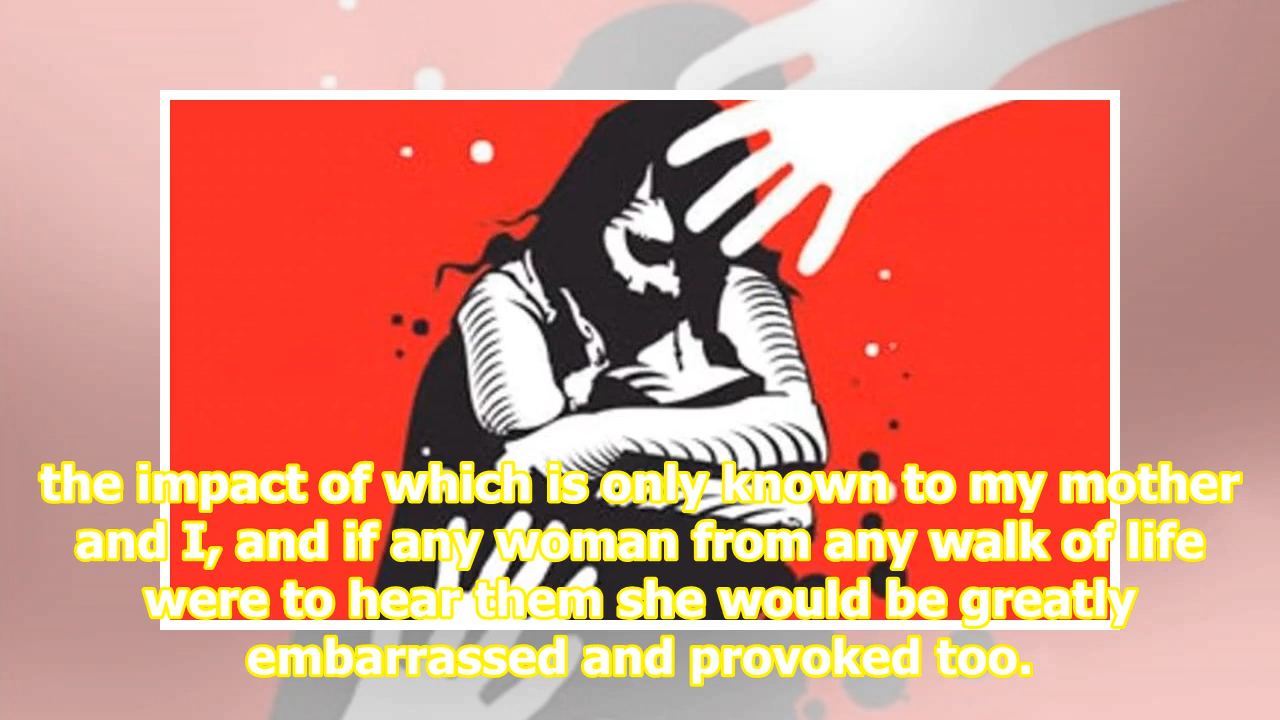 the impact of which is only known to my mother
and I, and if any woman from any walk of life
were to hear them she would be greatly
embarrassed and provoked too.